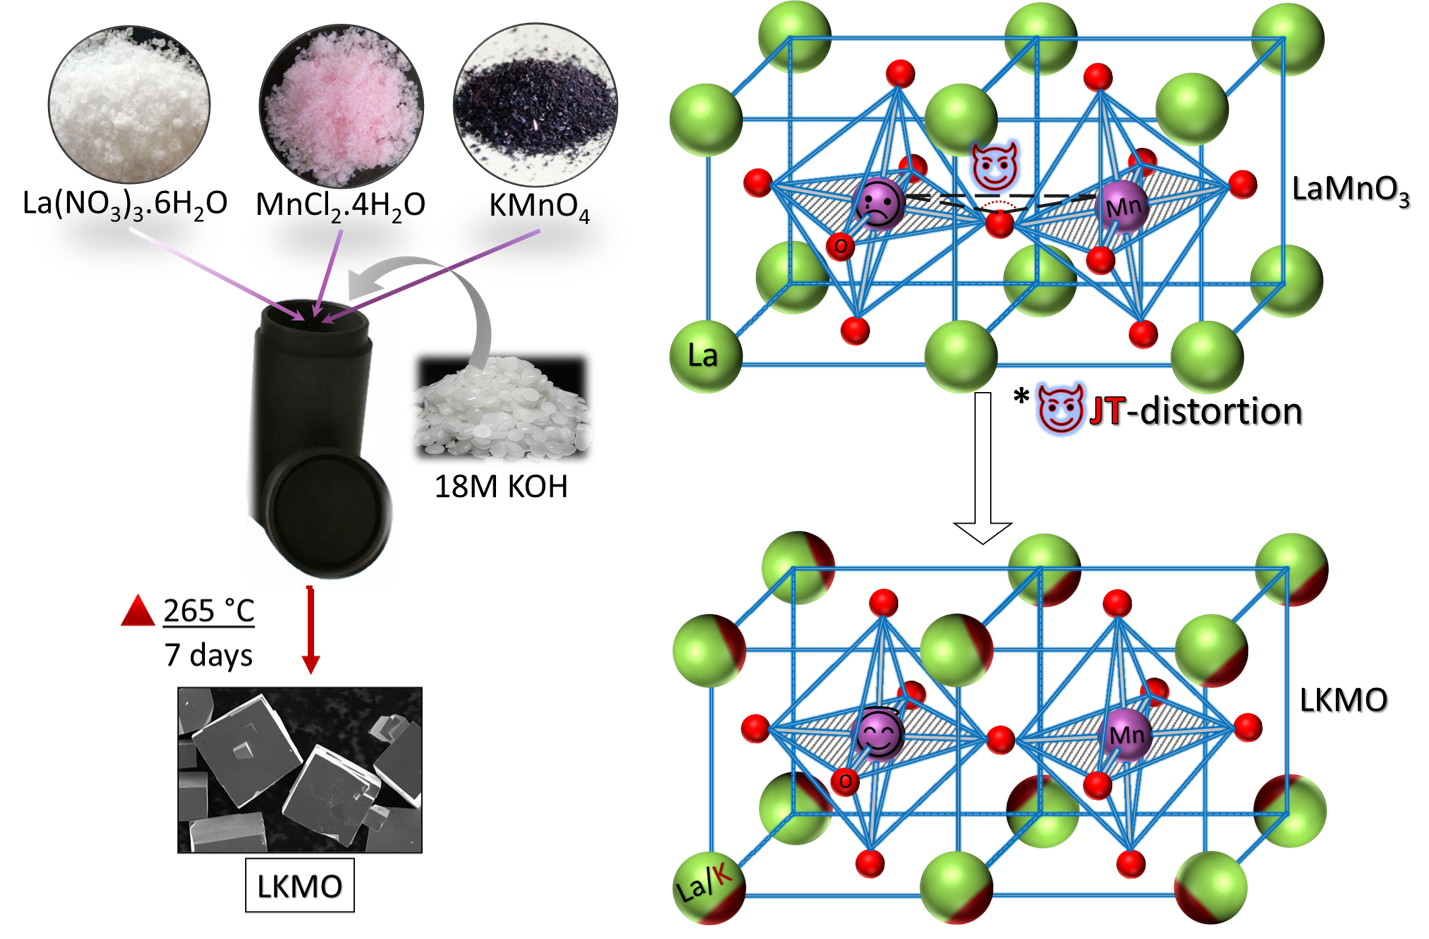 La(NO3)3.6H2O
MnCl2.4H2O
KMnO4
18M KOH
265 °C
7 days
LKMO
LaMnO3
Mn
O
La
* JT-distortion
LKMO
Mn
O
La/K